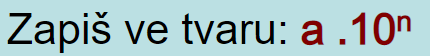 Zapiš ve tvaru: a .10ⁿ